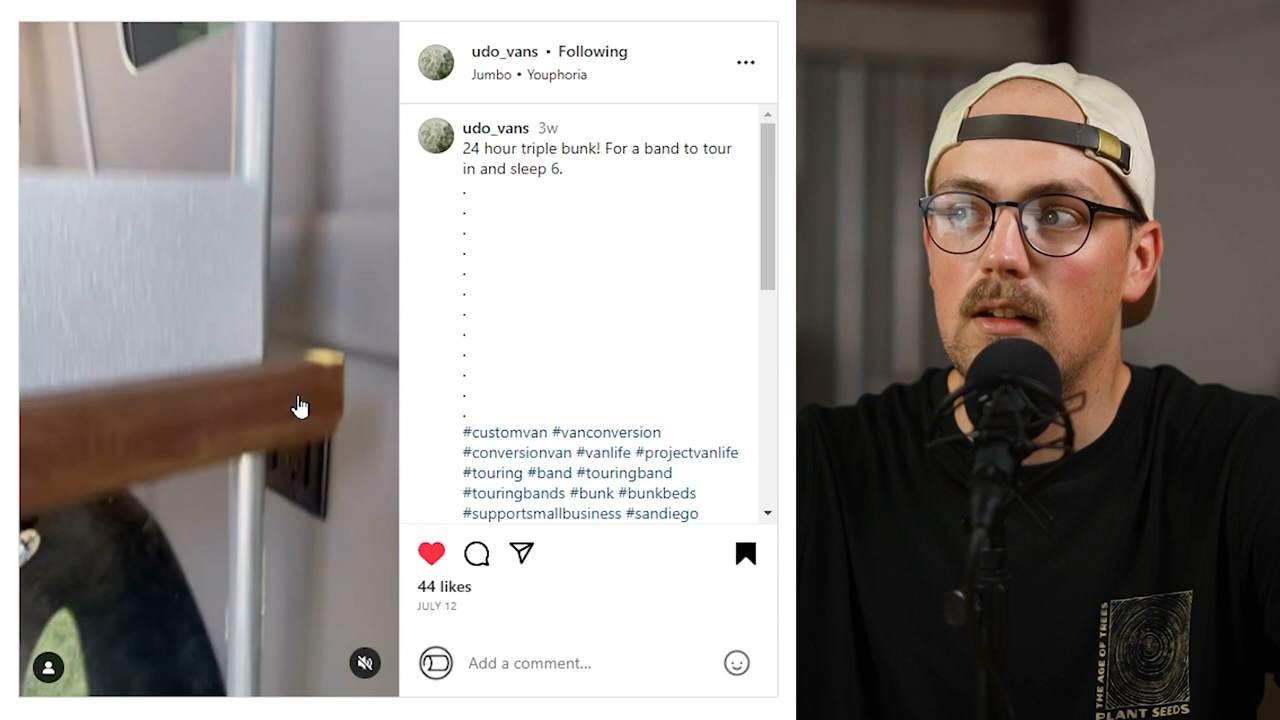 udo_vans • Following
Jumbo • Youphoria
udo_vans 3w
24 hour triple bunk! For a band to tour
in and sleep 6.
.
.
.
.
.
.
.
.
.
.
.
.
#customvan #vanconversion
#conversionvan #vanlife #projectvanlife
#touring #band #touringband
#touringbands #bunk #bunkbeds
#supportsmallbusiness #sandiego
44 likes
JULY 12
Add a comment...
THE AGE OF TREES
PLANT SEEDS